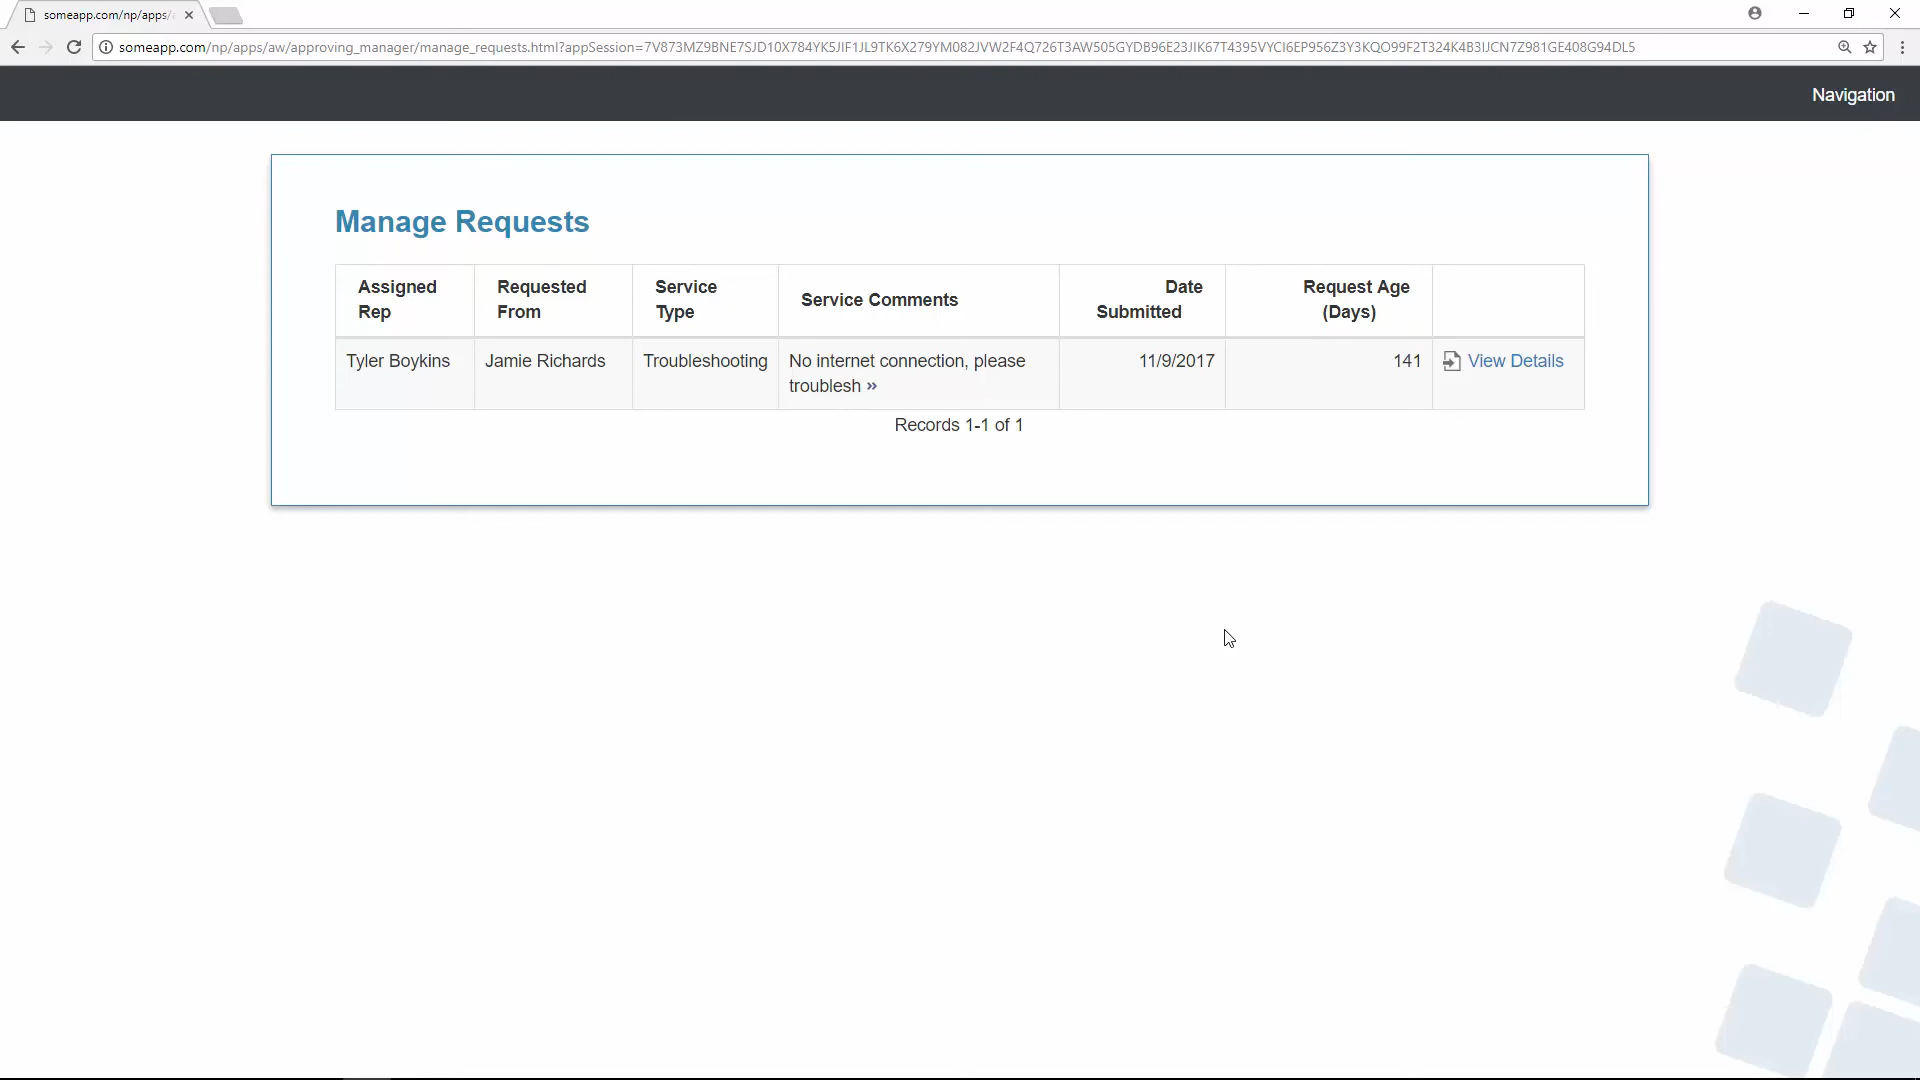 someapp.com/np/apps/
someapp.com/np/apps/aw/approving_manager/manage_requests.html?appSession=7V873MZ9BNE7SJD10X784YK5JIF1JL9TK6X279YM082JVW2F4Q726T3AW505GYDB96E23JIK67T4395VYCI6EP956Z3Y3KQO99F2T324K4B3IJCN7Z981GE408G94DL5
Navigation
Manage Requests
Assigned Rep
Requested From
Service Type
Service Comments
Date Submitted
Request Age (Days)
Tyler Boykins
Jamie Richards
Troubleshooting
No internet connection, please
troublesh »
11/9/2017
141
View Details
Records 1-1 of 1